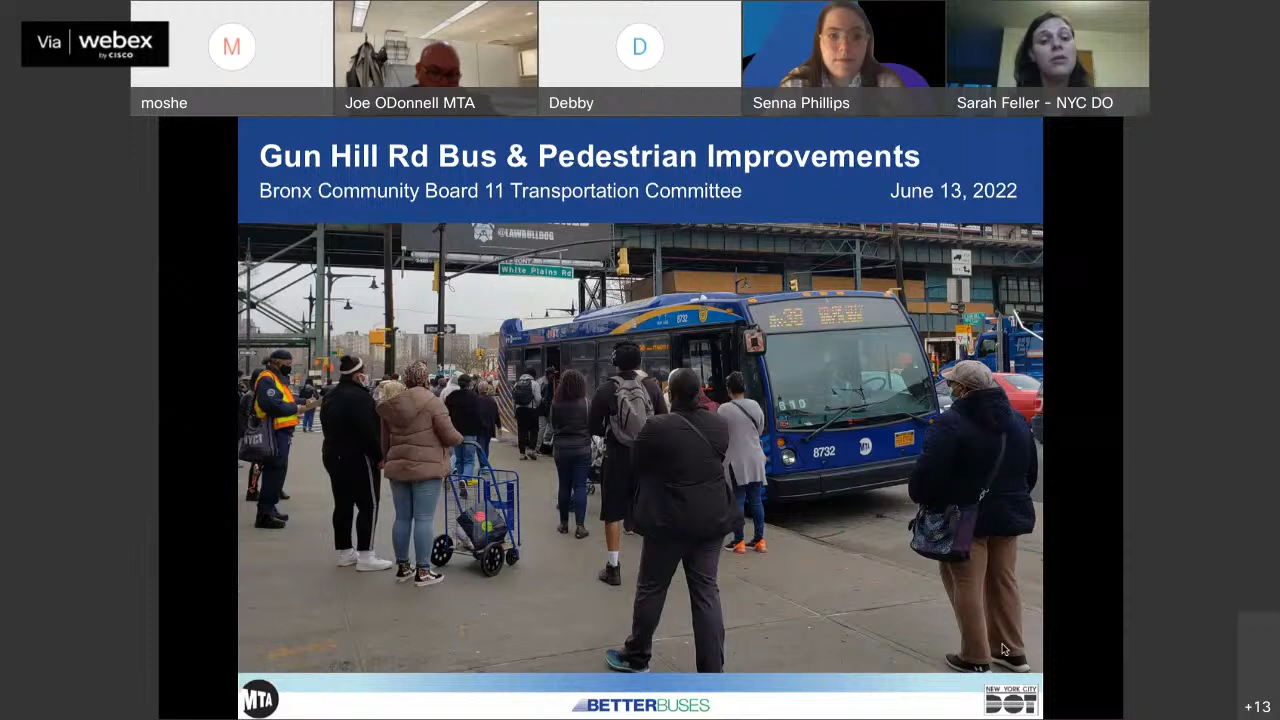 Via webex
by CISCO
M
D
moshe
Joe ODonnell MTA
Debby
Senna Phillips
Sarah Feller - NYC DO
Gun Hill Rd Bus & Pedestrian Improvements
Bronx Community Board 11 Transportation Committee
June 13, 2022
@LAWBULLDOG
White Plains Rd
8732
8732
MTA
MTA
BETTERBUSES
NEW YORK CITY
DOT
+13